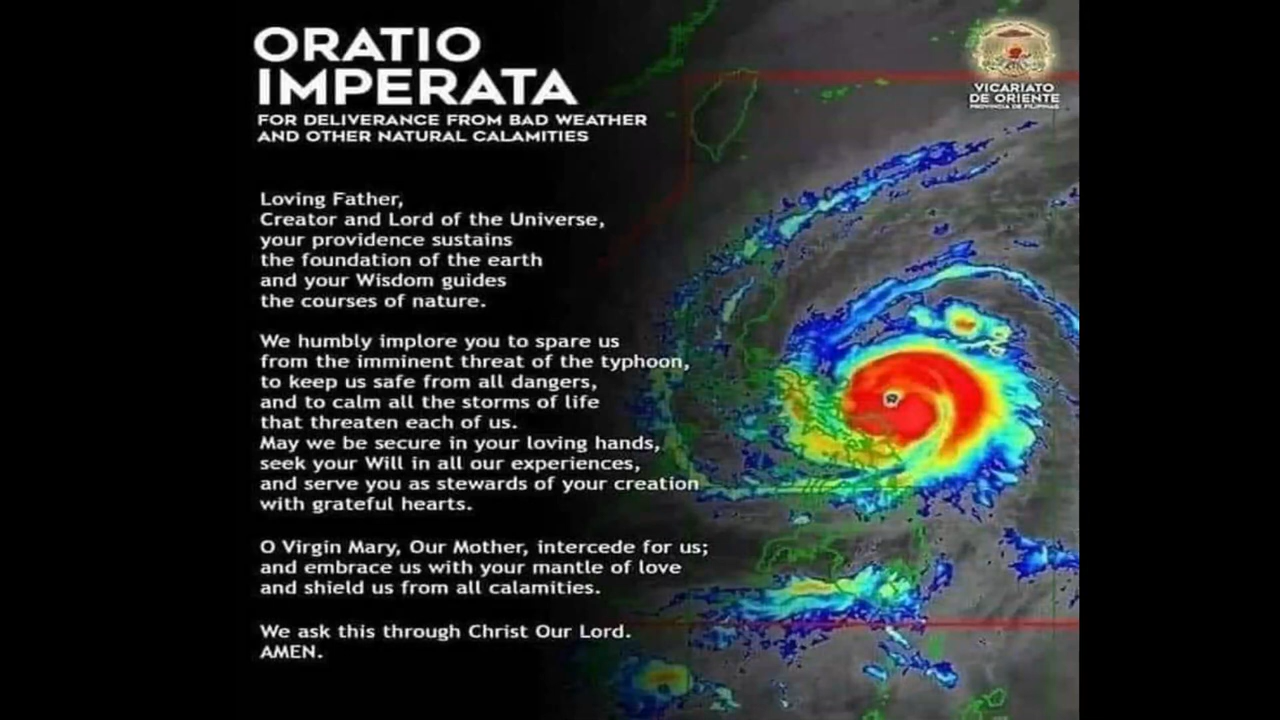 ORATIO
IMPERATA
FOR DELIVERANCE FROM BAD WEATHER
AND OTHER NATURAL CALAMITIES
VICARIATO
DE ORIENTE
PROVINCIA DE FILIPINAS
Loving Father,
Creator and Lord of the Universe,
your providence sustains
the foundation of the earth
and your Wisdom guides
the courses of nature.
We humbly implore you to spare us
from the imminent threat of the typhoon,
to keep us safe from all dangers,
and to calm all the storms of life
that threaten each of us.
May we be secure in your loving hands,
seek your Will in all our experiences,
and serve you as stewards of your creation
with grateful hearts.
O Virgin Mary, Our Mother, intercede for us;
and embrace us with your mantle of love
and shield us from all calamities.
We ask this through Christ Our Lord.
AMEN.